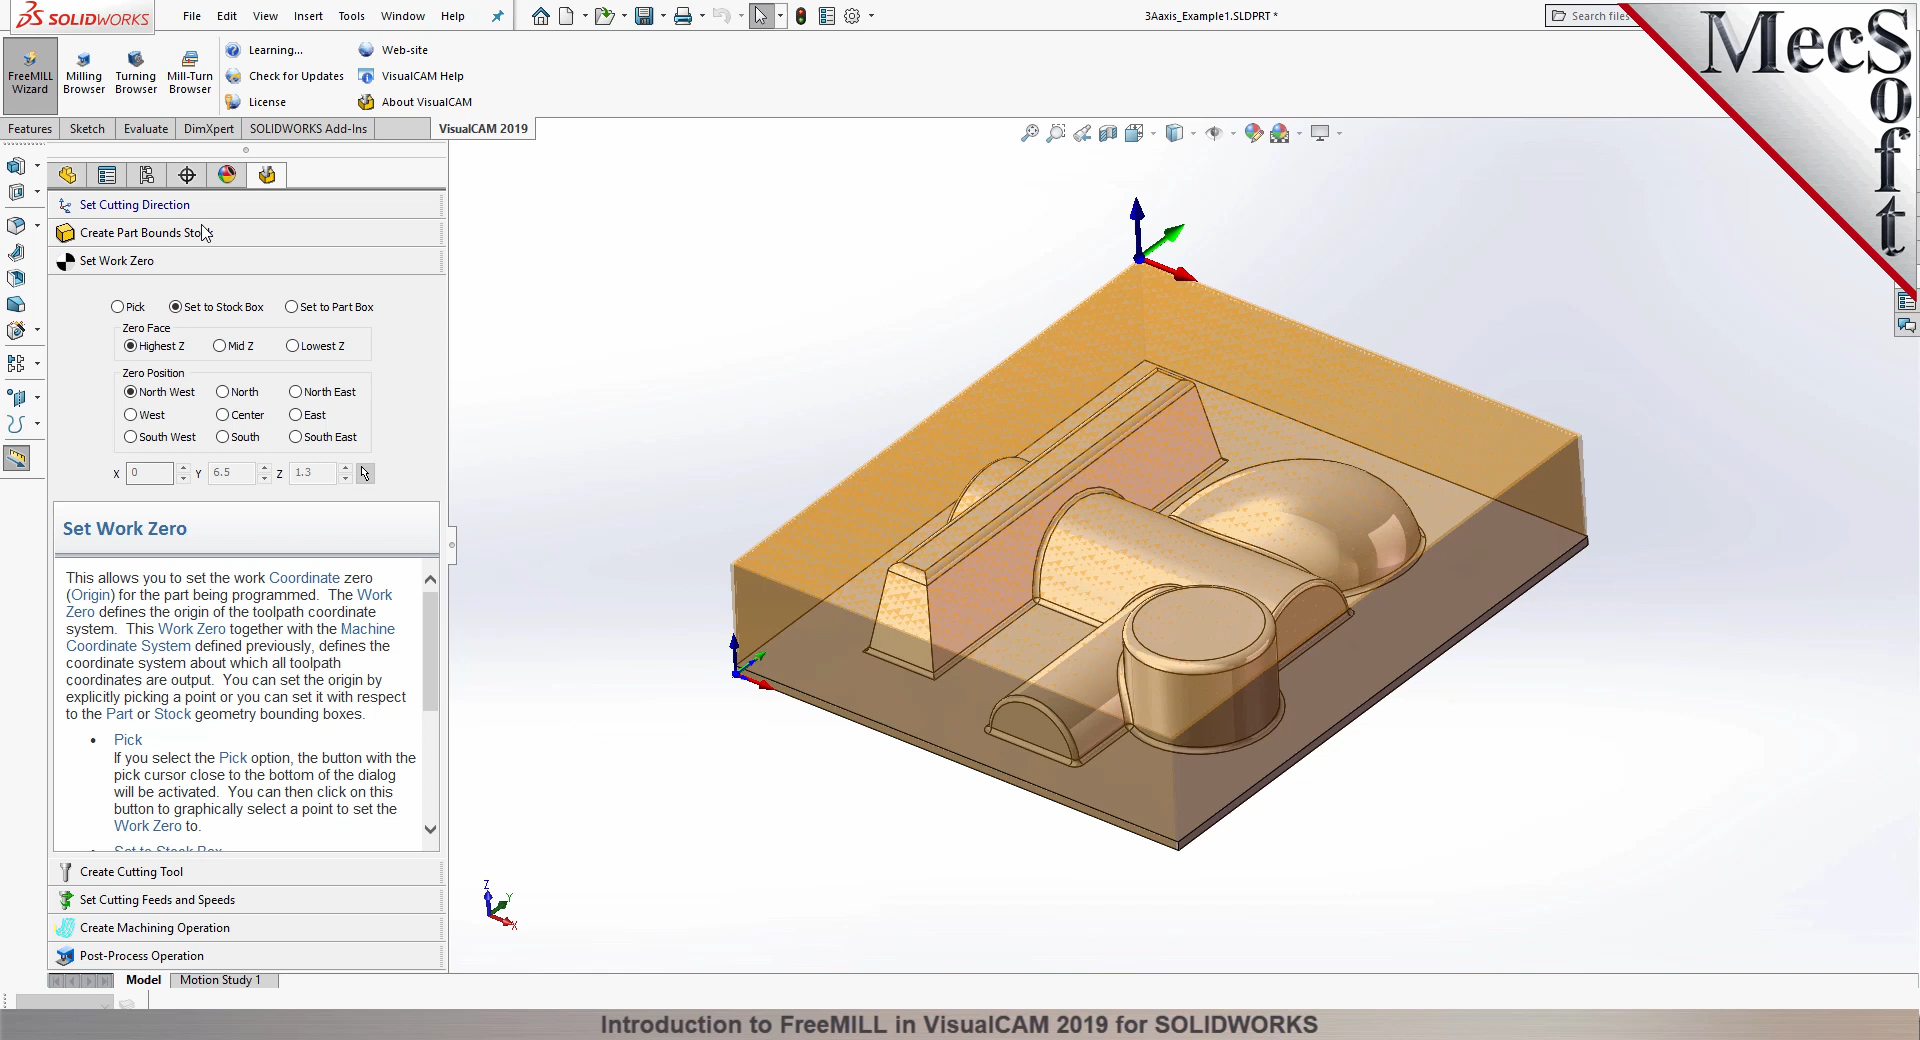 SOLIDWORKS
File Edit View Insert Tools Window Help
3Aaxis_Example1.SLDPRT *
Search files
MecSoft
FreeMILL Wizard
Milling Browser
Turning Browser
Mill-Turn Browser
Learning...
Check for Updates
License
Web-site
VisualCAM Help
About VisualCAM
Features Sketch Evaluate DimXpert SOLIDWORKS Add-Ins VisualCAM 2019
Set Cutting Direction
Create Part Bounds Stock
Set Work Zero
Pick Set to Stock Box Set to Part Box
Zero Face
Highest Z Mid Z Lowest Z
Zero Position
North West North North East
West Center East
South West South South East
X 0 Y 6.5 Z 1.3
Set Work Zero
This allows you to set the work Coordinate zero
(Origin) for the part being programmed. The Work
Zero defines the origin of the toolpath coordinate
system. This Work Zero together with the Machine
Coordinate System defined previously, defines the
coordinate system about which all toolpath
coordinates are output. You can set the origin by
explicitly picking a point or you can set it with respect
to the Part or Stock geometry bounding boxes.
• Pick
If you select the Pick option, the button with the
pick cursor close to the bottom of the dialog
will be activated. You can then click on this
button to graphically select a point to set the
Work Zero to.
• Set to Stock Box
Create Cutting Tool
Set Cutting Feeds and Speeds
Create Machining Operation
Post-Process Operation
Z
Y
X
Model Motion Study 1
Introduction to FreeMILL in VisualCAM 2019 for SOLIDWORKS